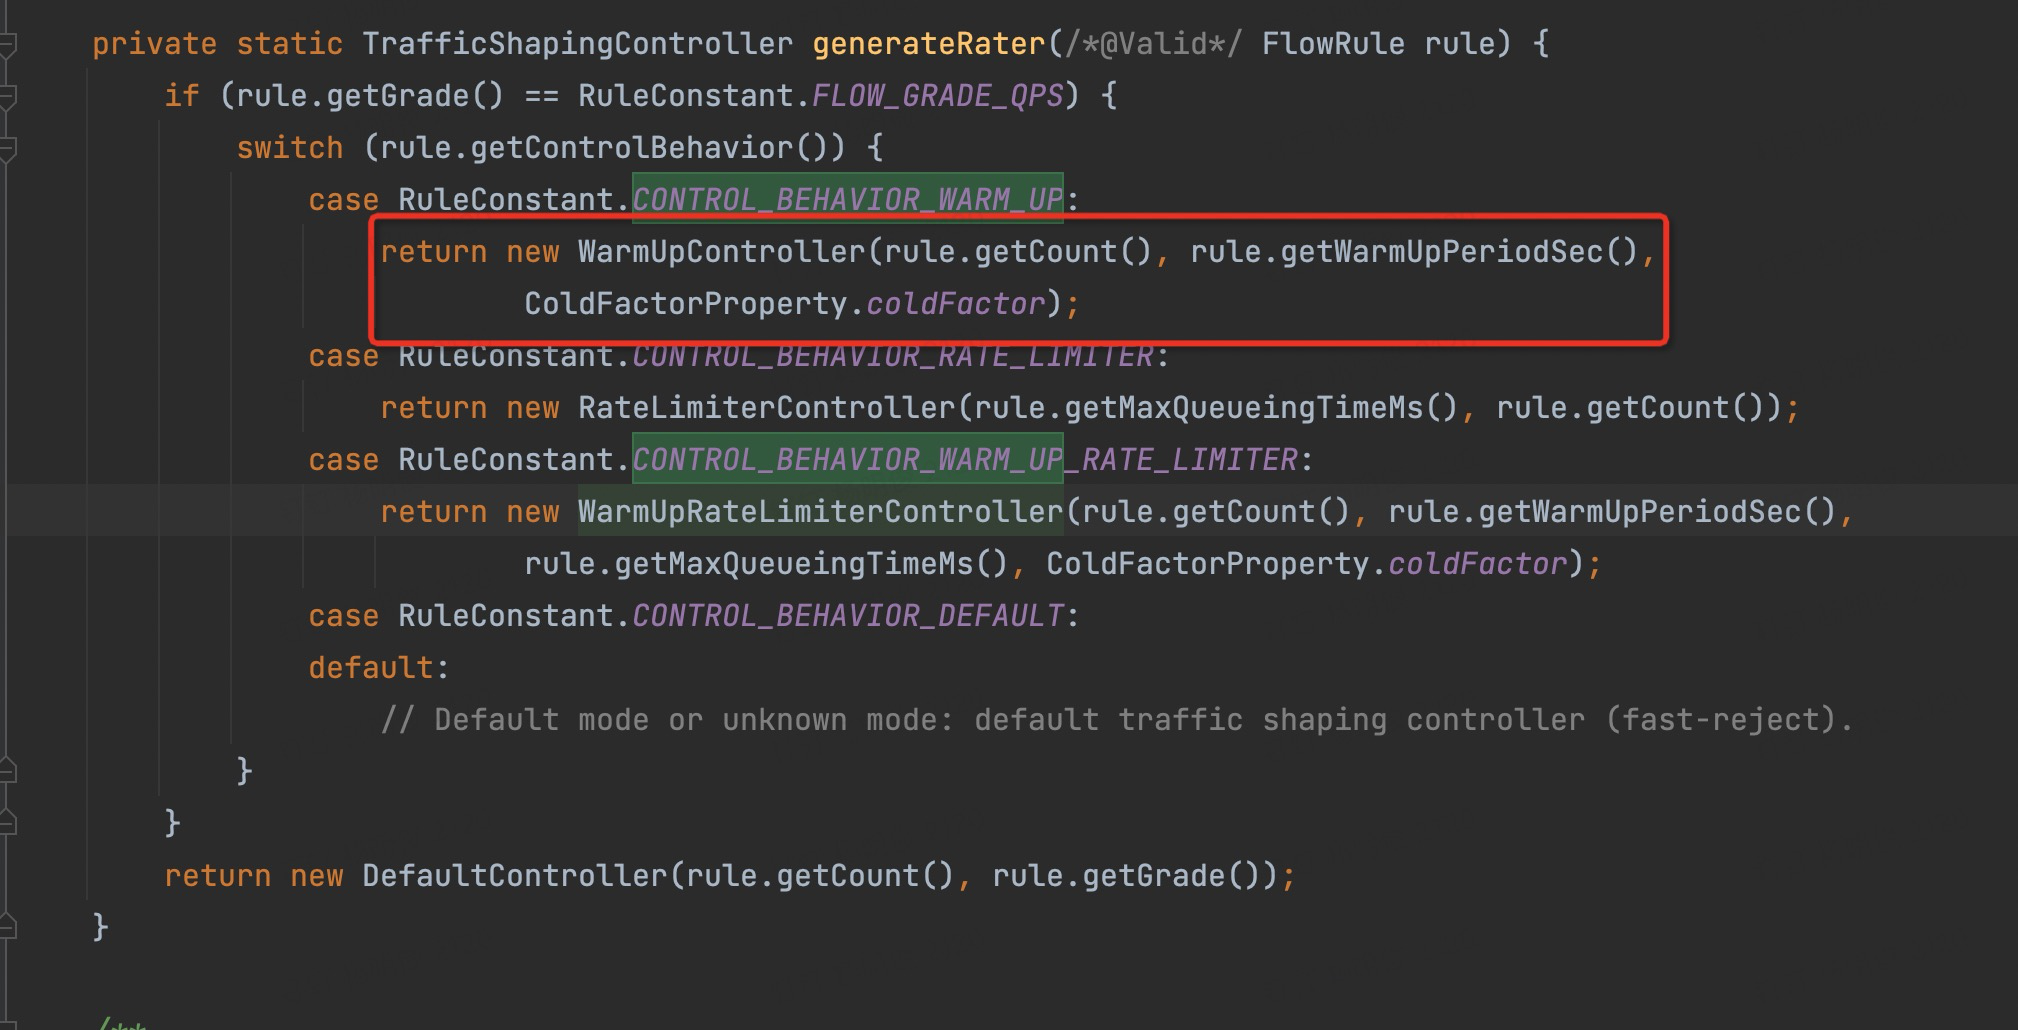 private static TrafficShapingController generateRater(/*@Valid*/ FlowRule rule) {
if (rule.getGrade() == RuleConstant.FLOW_GRADE_QPS) {
switch (rule.getControlBehavior()) {
case RuleConstant.CONTROL_BEHAVIOR_WARM_UP:
return new WarmUpController(rule.getCount(), rule.getWarmUpPeriodSec(),
ColdFactorProperty.coldFactor);
case RuleConstant.CONTROL_BEHAVIOR_RATE_LIMITER:
return new RateLimiterController(rule.getMaxQueueingTimeMs(), rule.getCount());
case RuleConstant.CONTROL_BEHAVIOR_WARM_UP_RATE_LIMITER:
return new WarmUpRateLimiterController(rule.getCount(), rule.getWarmUpPeriodSec(),
rule.getMaxQueueingTimeMs(), ColdFactorProperty.coldFactor);
case RuleConstant.CONTROL_BEHAVIOR_DEFAULT:
default:
// Default mode or unknown mode: default traffic shaping controller (fast-reject).
}
}
return new DefaultController(rule.getCount(), rule.getGrade());
}
/**